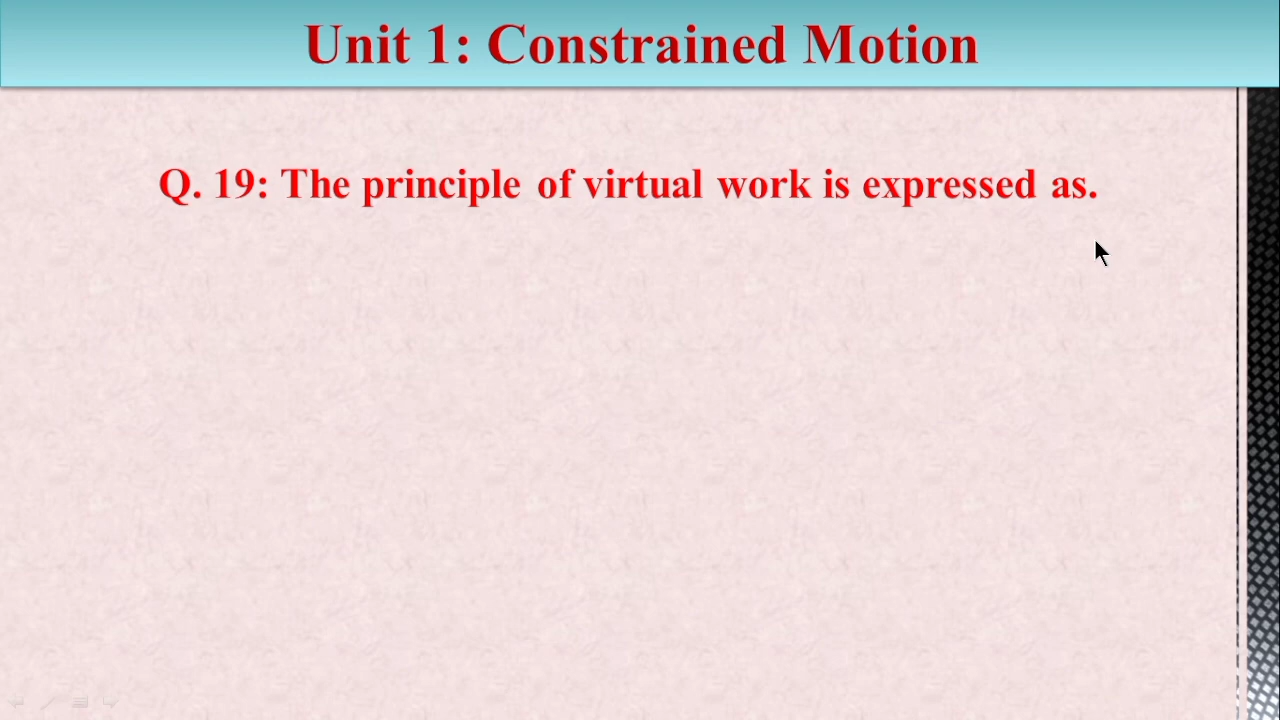 Unit 1: Constrained Motion
Q. 19: The principle of virtual work is expressed as.